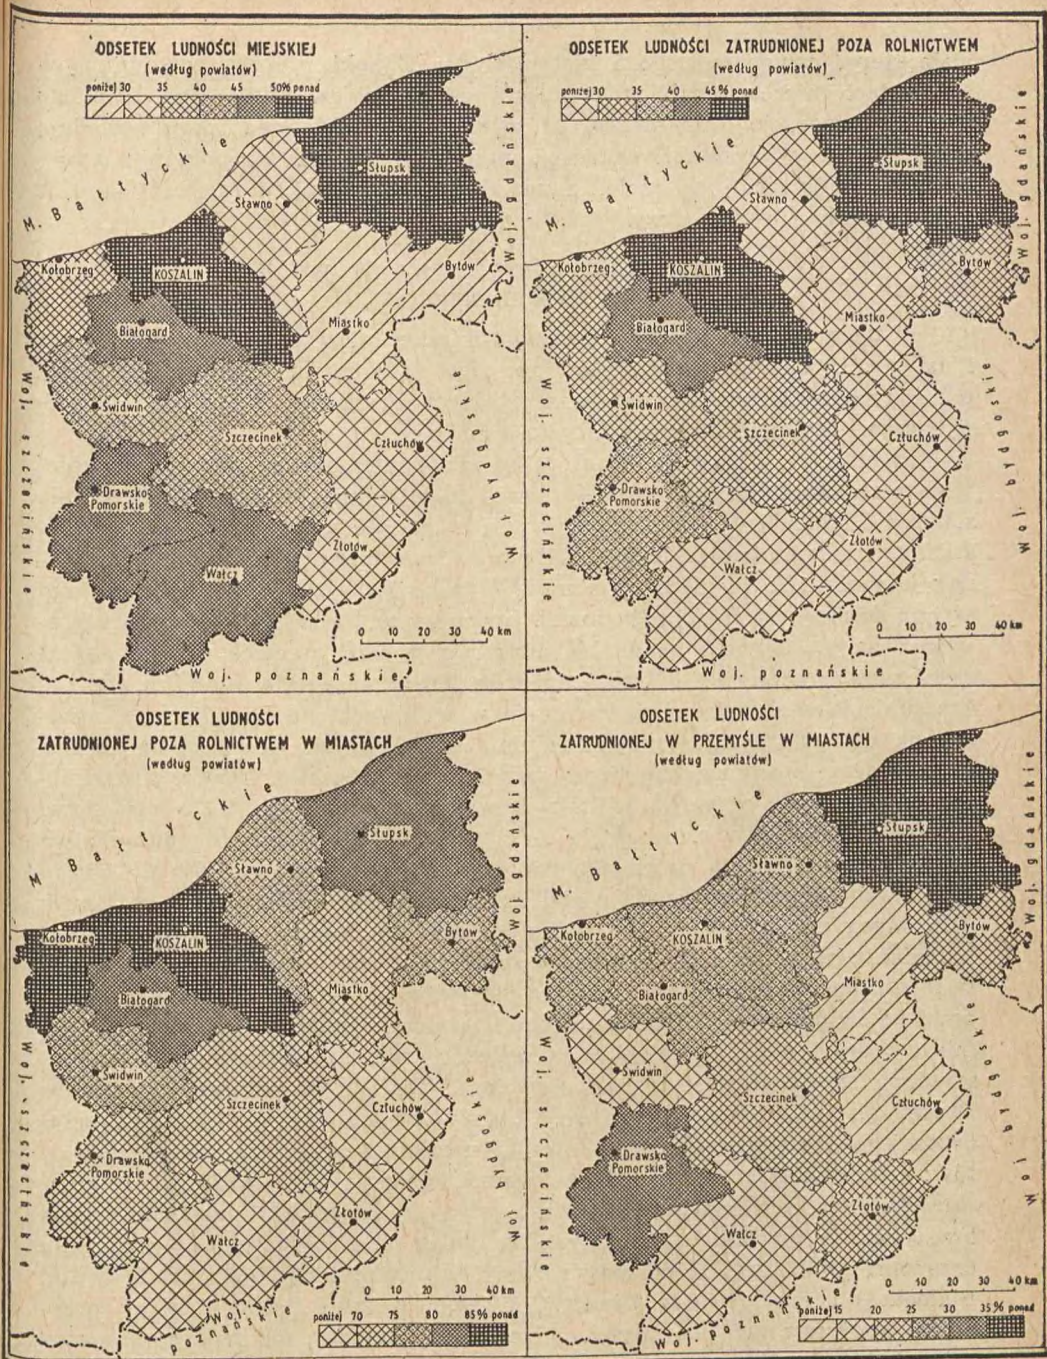 ODSETEK LUDNOŚCI MIEJSKIEJ
(według powiatów)
poniżej 30 35 40 45 50% ponad
M. Bałtyckie
Woj. gdańskie
Słupsk
Sławno
Kołobrzeg
KOSZALIN
Bytów
Białogard
Miastko
Świdwin
Szczecinek
Człuchów
Drawsko
Pomorskie
Wałcz
Złotów
Woj. szczecińskie
Woj. bydgoskie
0 10 20 30 40 km
Woj. poznańskie
ODSETEK LUDNOŚCI ZATRUDNIONEJ POZA ROLNICTWEM
(według powiatów)
poniżej 30 35 40 45% ponad
M. Bałtyckie
Woj. gdańskie
Słupsk
Sławno
Kołobrzeg
KOSZALIN
Bytów
Białogard
Miastko
Świdwin
Szczecinek
Człuchów
Drawsko
Pomorskie
Wałcz
Złotów
Woj. szczecińskie
Woj. bydgoskie
0 10 20 30 40 km
Woj. poznańskie
ODSETEK LUDNOŚCI
ZATRUDNIONEJ POZA ROLNICTWEM W MIASTACH
(według powiatów)
M Bałtyckie
Woj. gdańskie
Słupsk
Sławno
Kołobrzeg
KOSZALIN
Bytów
Białogard
Miastko
Świdwin
Szczecinek
Człuchów
Drawsko
Pomorskie
Złotów
Wałcz
Woj. szczecińskie
Woj. bydgoskie
0 10 20 30 40 km
Woj.
poznańskie
poniżej 70 75 80 85% ponad
ODSETEK LUDNOŚCI
ZATRUDNIONEJ W PRZEMYŚLE W MIASTACH
(według powiatów)
M. Bałtyckie
Woj. gdańskie
Słupsk
Sławno
Kołobrzeg
KOSZALIN
Bytów
Białogard
Miastko
Świdwin
Szczecinek
Człuchów
Drawsko
Pomorskie
Złotów
Wałcz
Woj. szczecińskie
Woj bydgoskie
0 10 20 30 40 km
Woj. poznańskie
poniżej 15 20 25 30 35% ponad